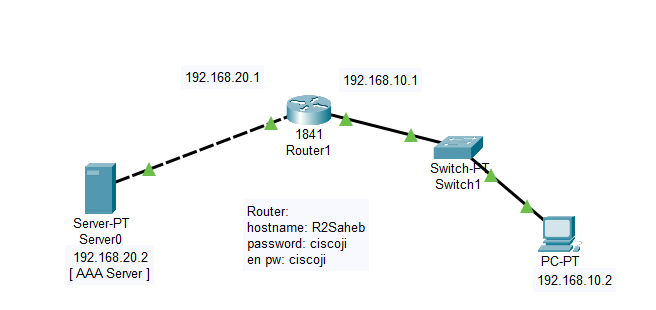 192.168.20.1
192.168.10.1
1841
Router1
Switch-PT
Switch1
Server-PT
Server0
192.168.20.2
[ AAA Server ]
Router:
hostname: R2Saheb
password: ciscoji
en pw: ciscoji
PC-PT
192.168.10.2